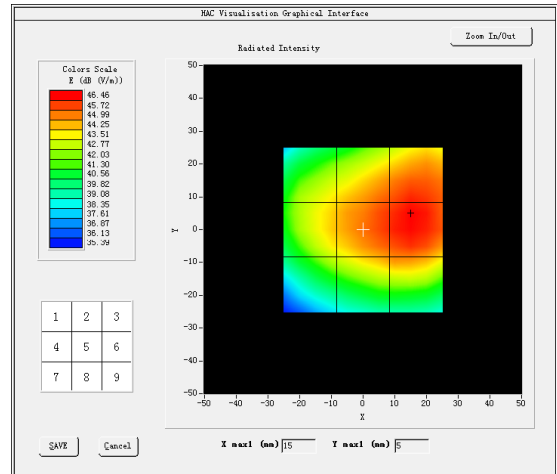 HAC Visualisation Graphical Interface
Zoom In/Out
Radiated Intensity
Colors Scale
E (dB (V/m))
46.46
45.72
44.99
44.25
43.51
42.77
42.03
41.30
40.56
39.82
39.08
38.35
37.61
36.87
36.13
35.39
50
40
30
20
10
0
-10
-20
-30
-40
-50
Y
-50 -40 -30 -20 -10 0 10 20 30 40 50
X
1 2 3
4 5 6
7 8 9
SAVE Cancel
X max1 (mm) 15 Y max1 (mm) 5